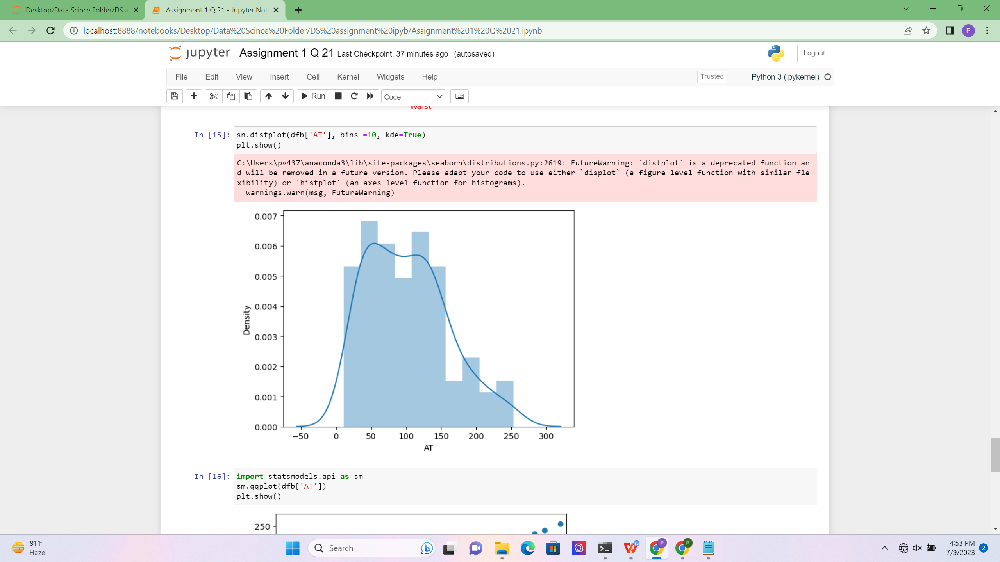 Desktop/Data Scince Folder/DS a
Assignment 1 Q 21 - Jupyter Not
localhost:8888/notebooks/Desktop/Data%20Scince%20Folder/DS%20assignment%20ipyb/Assignment%201%20Q%2021.ipynb
P
jupyter Assignment 1 Q 21 Last Checkpoint: 37 minutes ago (autosaved)
Logout
File Edit View Insert Cell Kernel Widgets Help
Trusted
Python 3 (ipykernel)
Run
Code
Waist
In [15]: sn.distplot(dfb['AT'], bins =10, kde=True)
plt.show()
C:\Users\pv437\anaconda3\lib\site-packages\seaborn\distributions.py:2619: FutureWarning: `distplot` is a deprecated function an
d will be removed in a future version. Please adapt your code to use either `displot` (a figure-level function with similar fle
xibility) or `histplot` (an axes-level function for histograms).
warnings.warn(msg, FutureWarning)
0.007
0.006
0.005
0.004
0.003
0.002
0.001
0.000
Density
−50 0 50 100 150 200 250 300
AT
In [16]: import statsmodels.api as sm
sm.qqplot(dfb['AT'])
plt.show()
250
91°F
Haze
Search
P
P
4:53 PM
7/9/2023
2